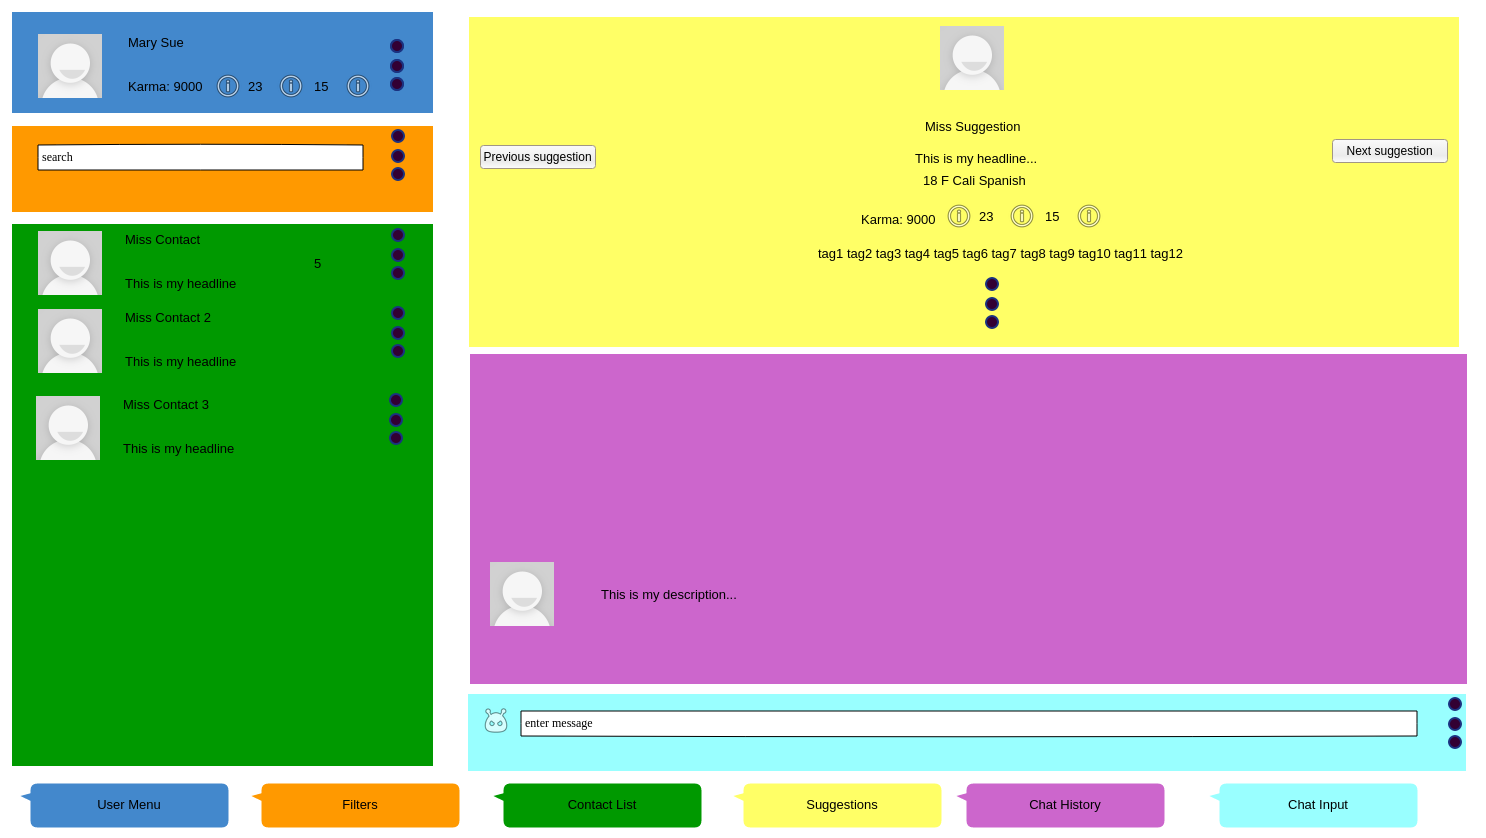 Mary Sue
Karma: 9000 23 15
search
Miss Contact
5
This is my headline
Miss Contact 2
This is my headline
Miss Contact 3
This is my headline
Miss Suggestion
Previous suggestion
Next suggestion
This is my headline...
18 F Cali Spanish
Karma: 9000 23 15
tag1 tag2 tag3 tag4 tag5 tag6 tag7 tag8 tag9 tag10 tag11 tag12
This is my description...
enter message
User Menu
Filters
Contact List
Suggestions
Chat History
Chat Input